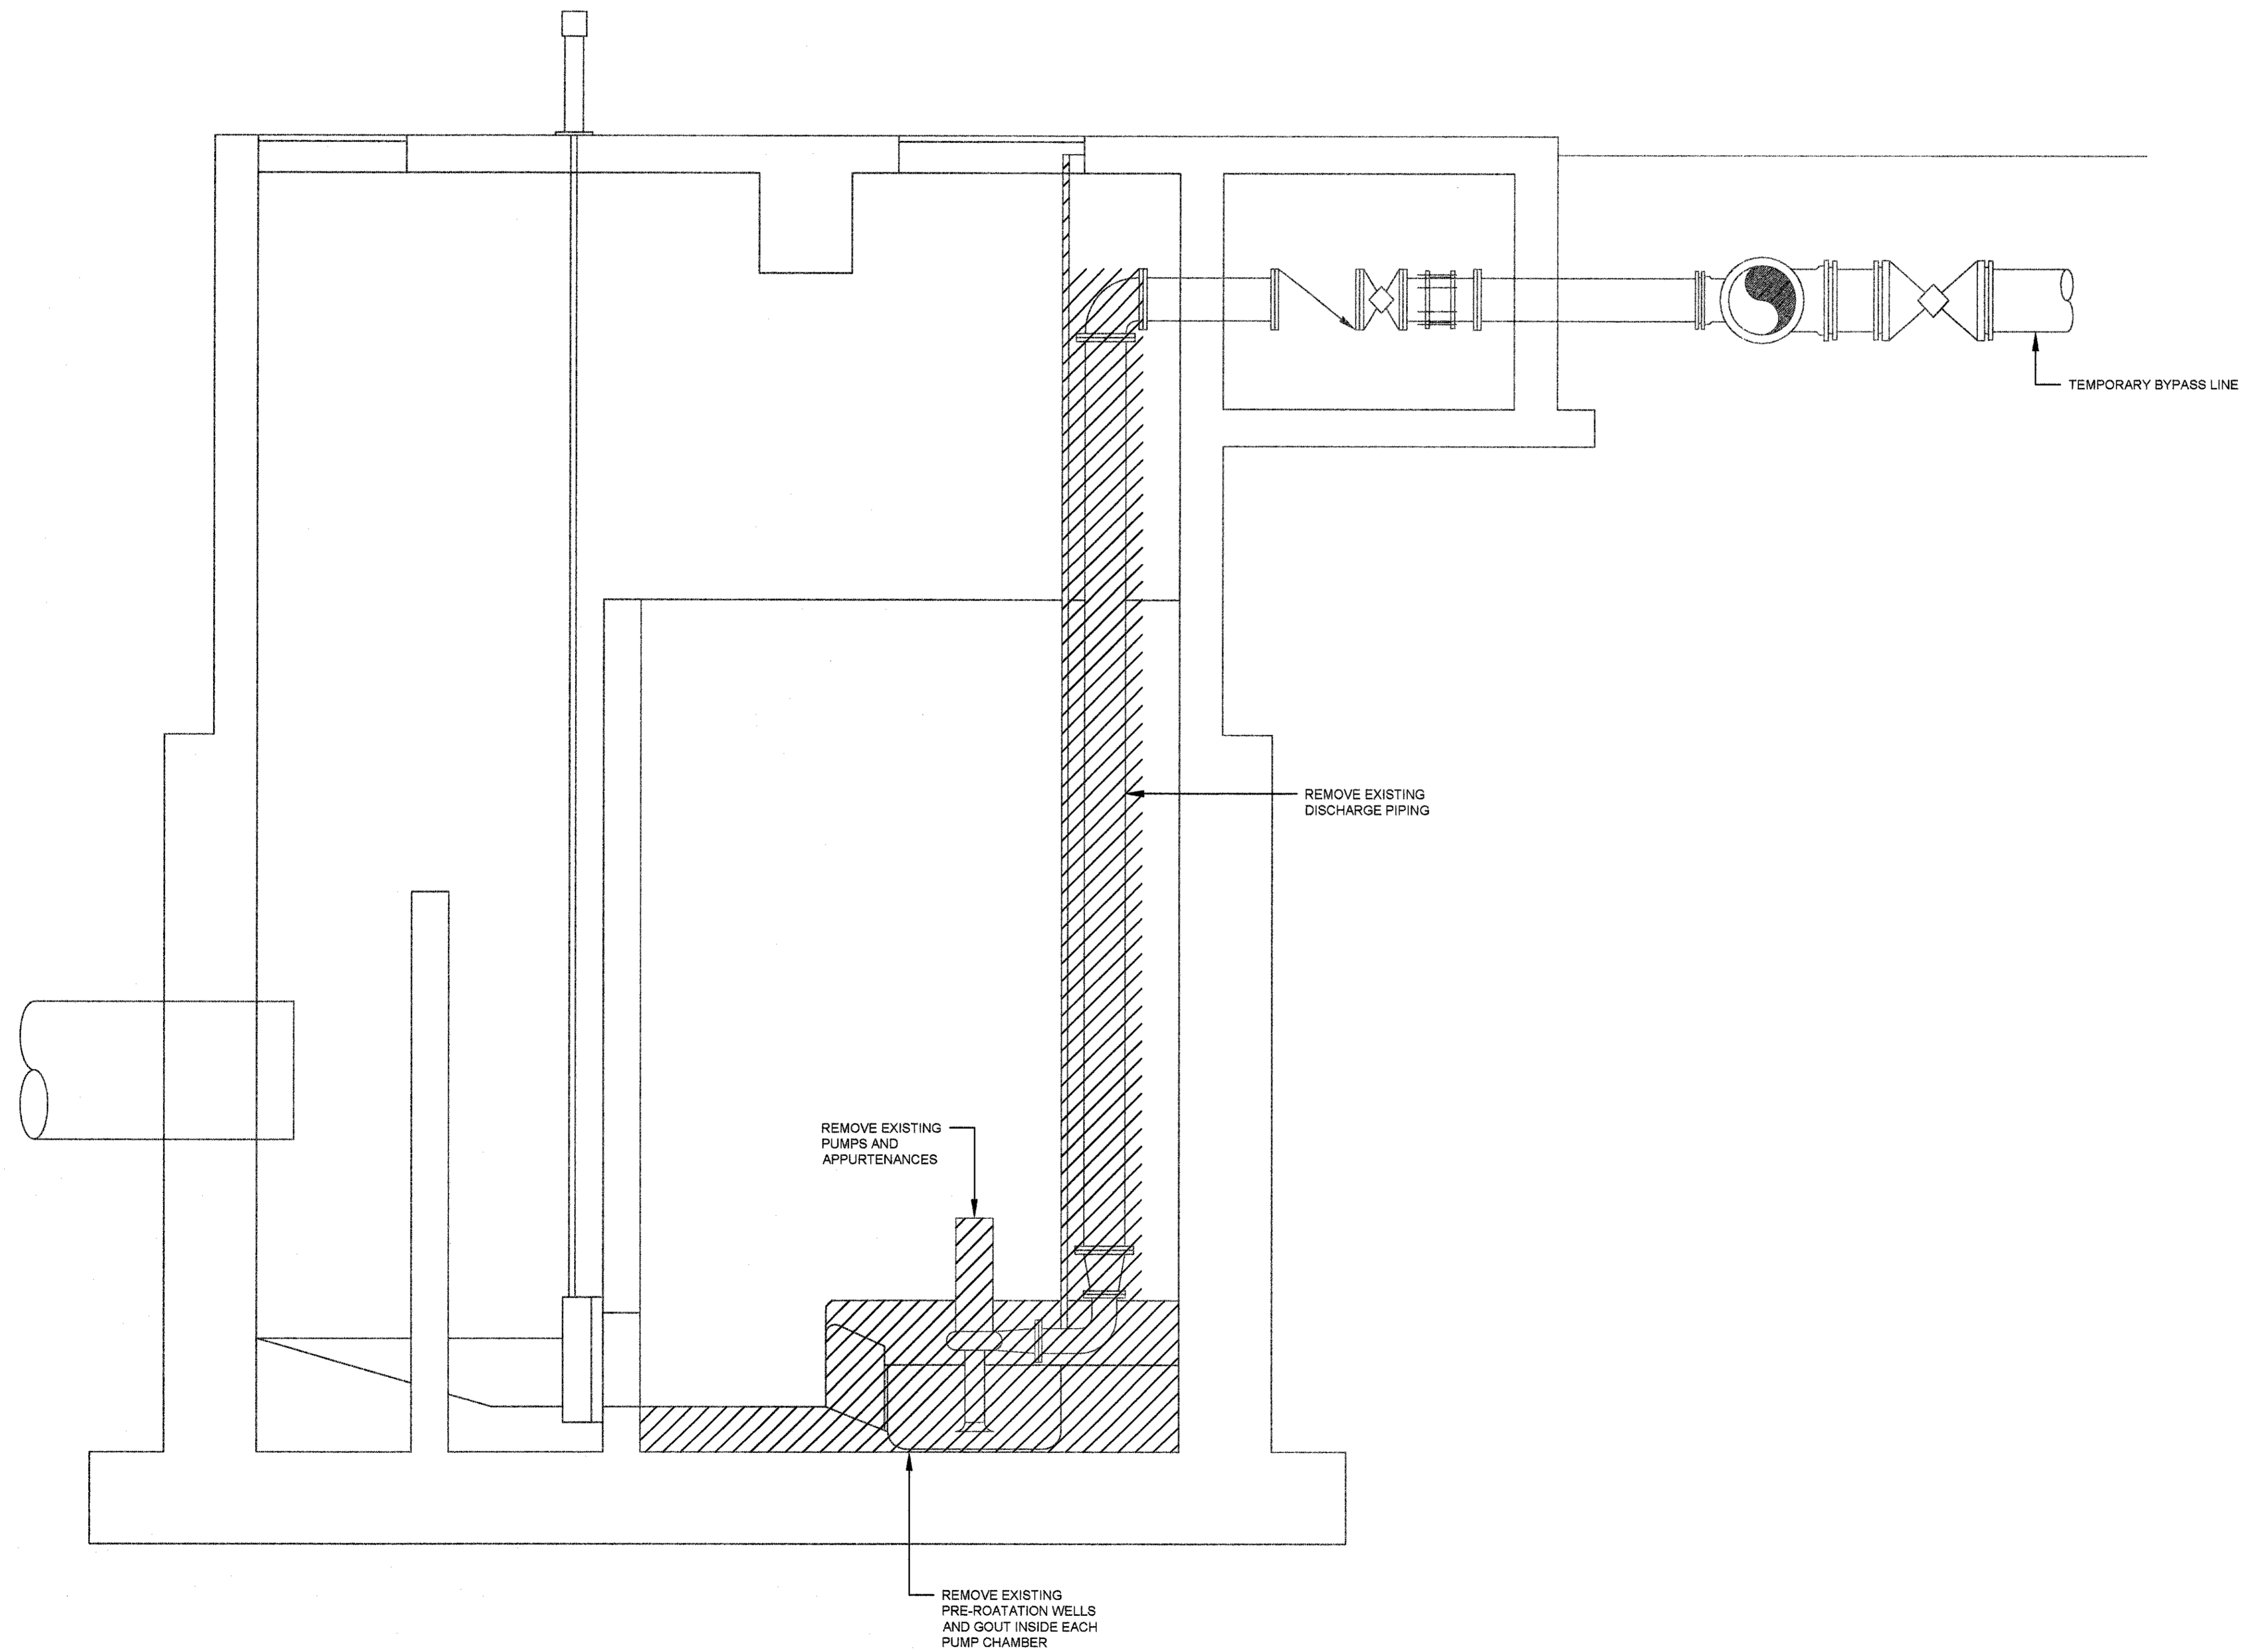 TEMPORARY BYPASS LINE
REMOVE EXISTING
DISCHARGE PIPING
REMOVE EXISTING
PUMPS AND
APPURTENANCES
REMOVE EXISTING
PRE-ROATATION WELLS
AND GOUT INSIDE EACH
PUMP CHAMBER